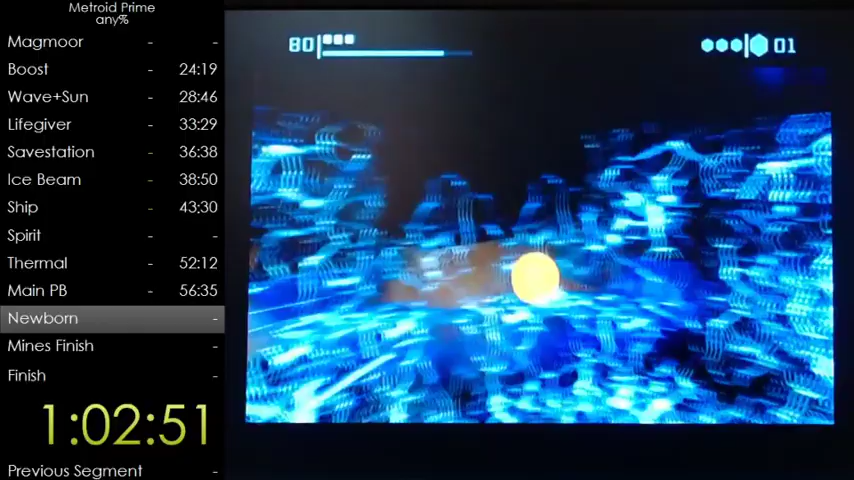 Metroid Prime
any%
Magmoor - -
Boost - 24:19
Wave+Sun - 28:46
Lifegiver - 33:29
Savestation - 36:38
Ice Beam - 38:50
Ship - 43:30
Spirit - -
Thermal - 52:12
Main PB - 56:35
Newborn -
Mines Finish -
Finish -
1:02:51
Previous Segment -
80
01